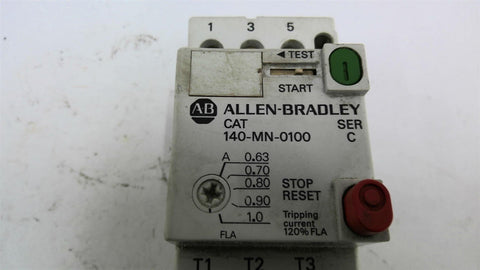 1 3 5
◄ TEST
START
I
AB ALLEN-BRADLEY
CAT SER
140-MN-0100 C
A 0.63
0.70
0.80
0.90
1.0
FLA
STOP
RESET
O
Tripping
current
120% FLA
T1 T2 T3